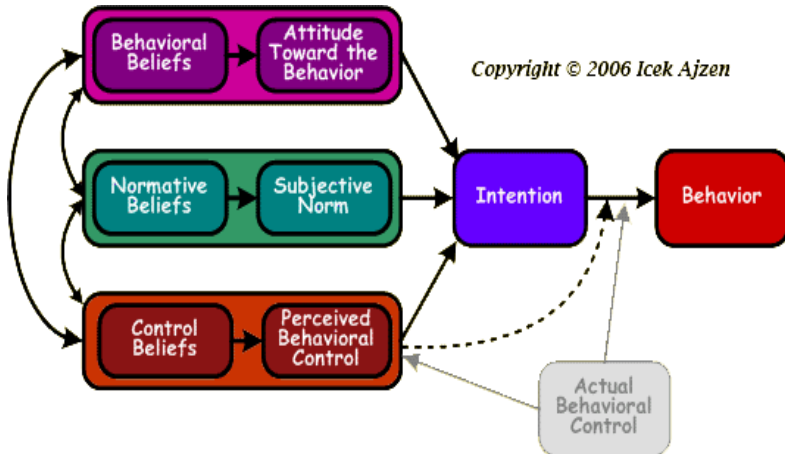 Behavioral
Beliefs
Attitude
Toward the
Behavior
Copyright © 2006 Icek Ajzen
Normative
Beliefs
Subjective
Norm
Intention
Behavior
Control
Beliefs
Perceived
Behavioral
Control
Actual
Behavioral
Control